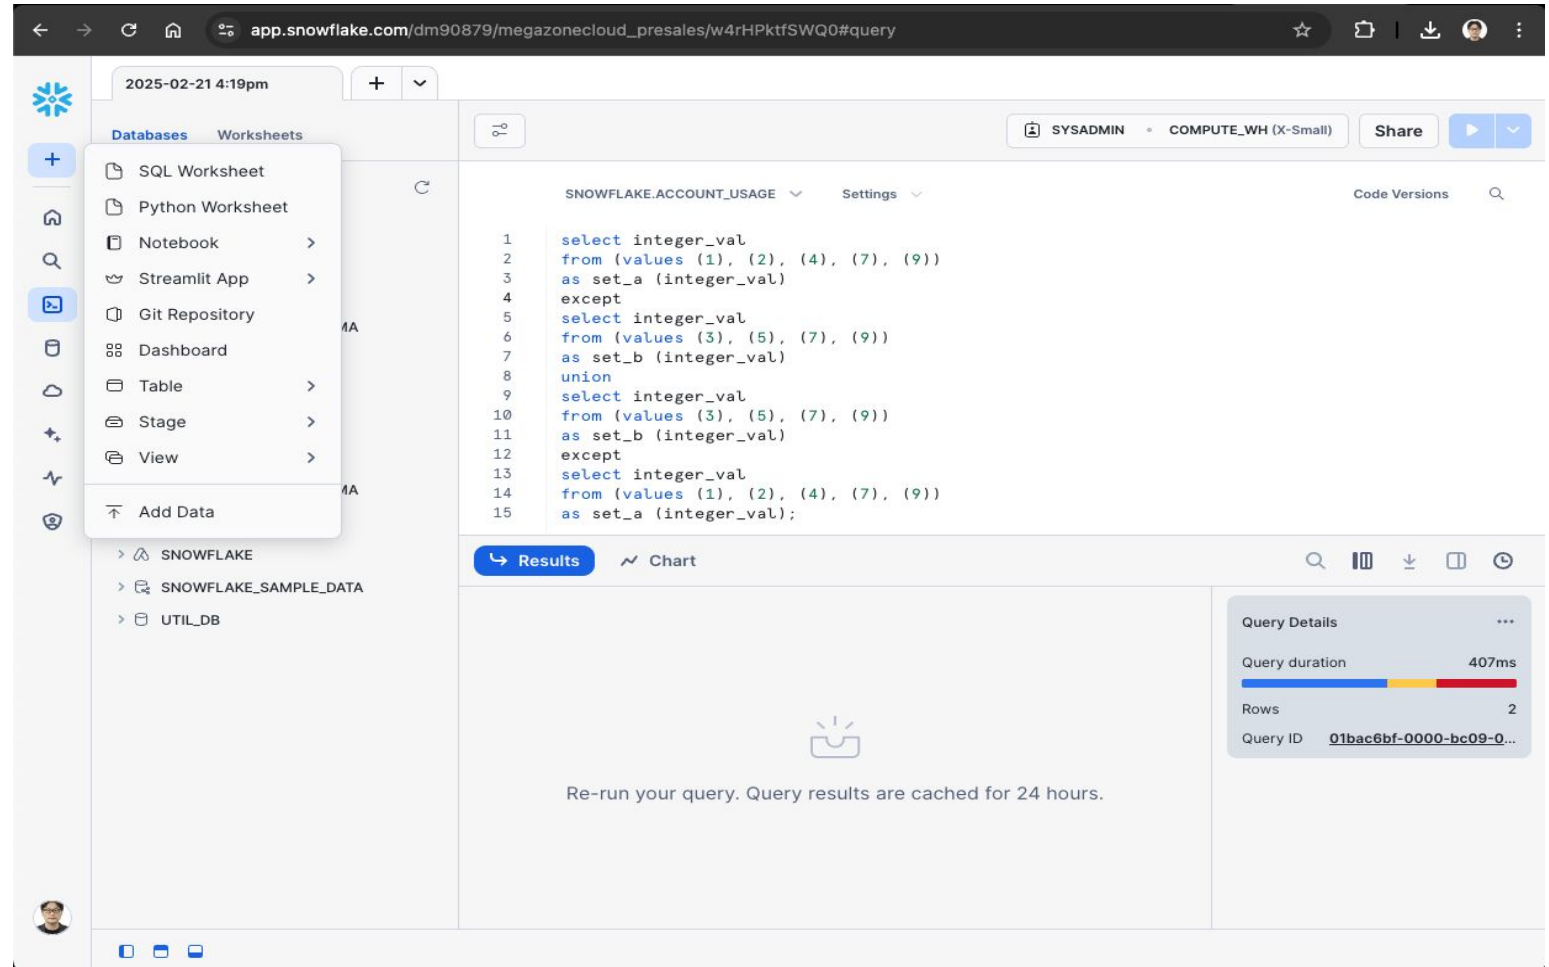 app.snowflake.com/dm90879/megazonecloud_presales/w4rHPktfSWQ0#query
2025-02-21 4:19pm
Databases Worksheets
SYSADMIN COMPUTE_WH (X-Small) Share
SQL Worksheet
Python Worksheet
Notebook
Streamlit App
Git Repository
Dashboard
Table
Stage
View
Add Data
MA
MA
SNOWFLAKE
SNOWFLAKE_SAMPLE_DATA
UTIL_DB
SNOWFLAKE.ACCOUNT_USAGE Settings Code Versions
1 select integer_val
2 from (values (1), (2), (4), (7), (9))
3 as set_a (integer_val)
4 except
5 select integer_val
6 from (values (3), (5), (7), (9))
7 as set_b (integer_val)
8 union
9 select integer_val
10 from (values (3), (5), (7), (9))
11 as set_b (integer_val)
12 except
13 select integer_val
14 from (values (1), (2), (4), (7), (9))
15 as set_a (integer_val);
Results Chart
Re-run your query. Query results are cached for 24 hours.
Query Details ...
Query duration 407ms
Rows 2
Query ID 01bac6bf-0000-bc09-0...